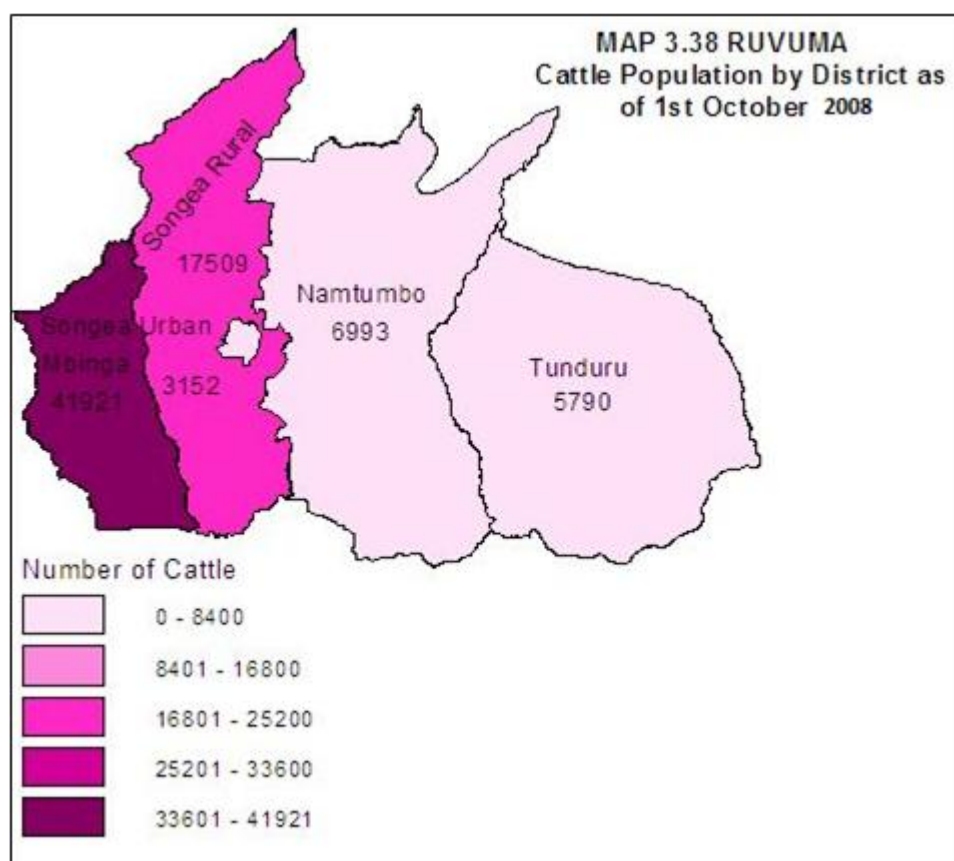 MAP 3.38 RUVUMA
Cattle Population by District as
of 1st October 2008
Songea Rural
17509
Namtumbo
6993
Songea Urban
3152
Mbinga
41921
Tunduru
5790
Number of Cattle
0 - 8400
8401 - 16800
16801 - 25200
25201 - 33600
33601 - 41921